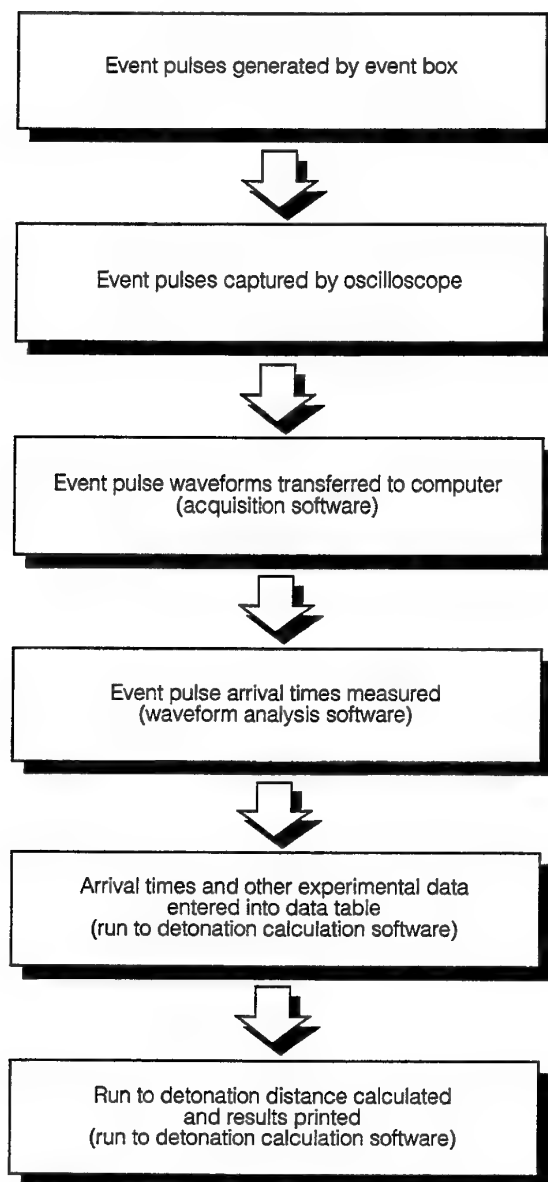 Event pulses generated by event box
Event pulses captured by oscilloscope
Event pulse waveforms transferred to computer
(acquisition software)
Event pulse arrival times measured
(waveform analysis software)
Arrival times and other experimental data
entered into data table
(run to detonation calculation software)
Run to detonation distance calculated
and results printed
(run to detonation calculation software)